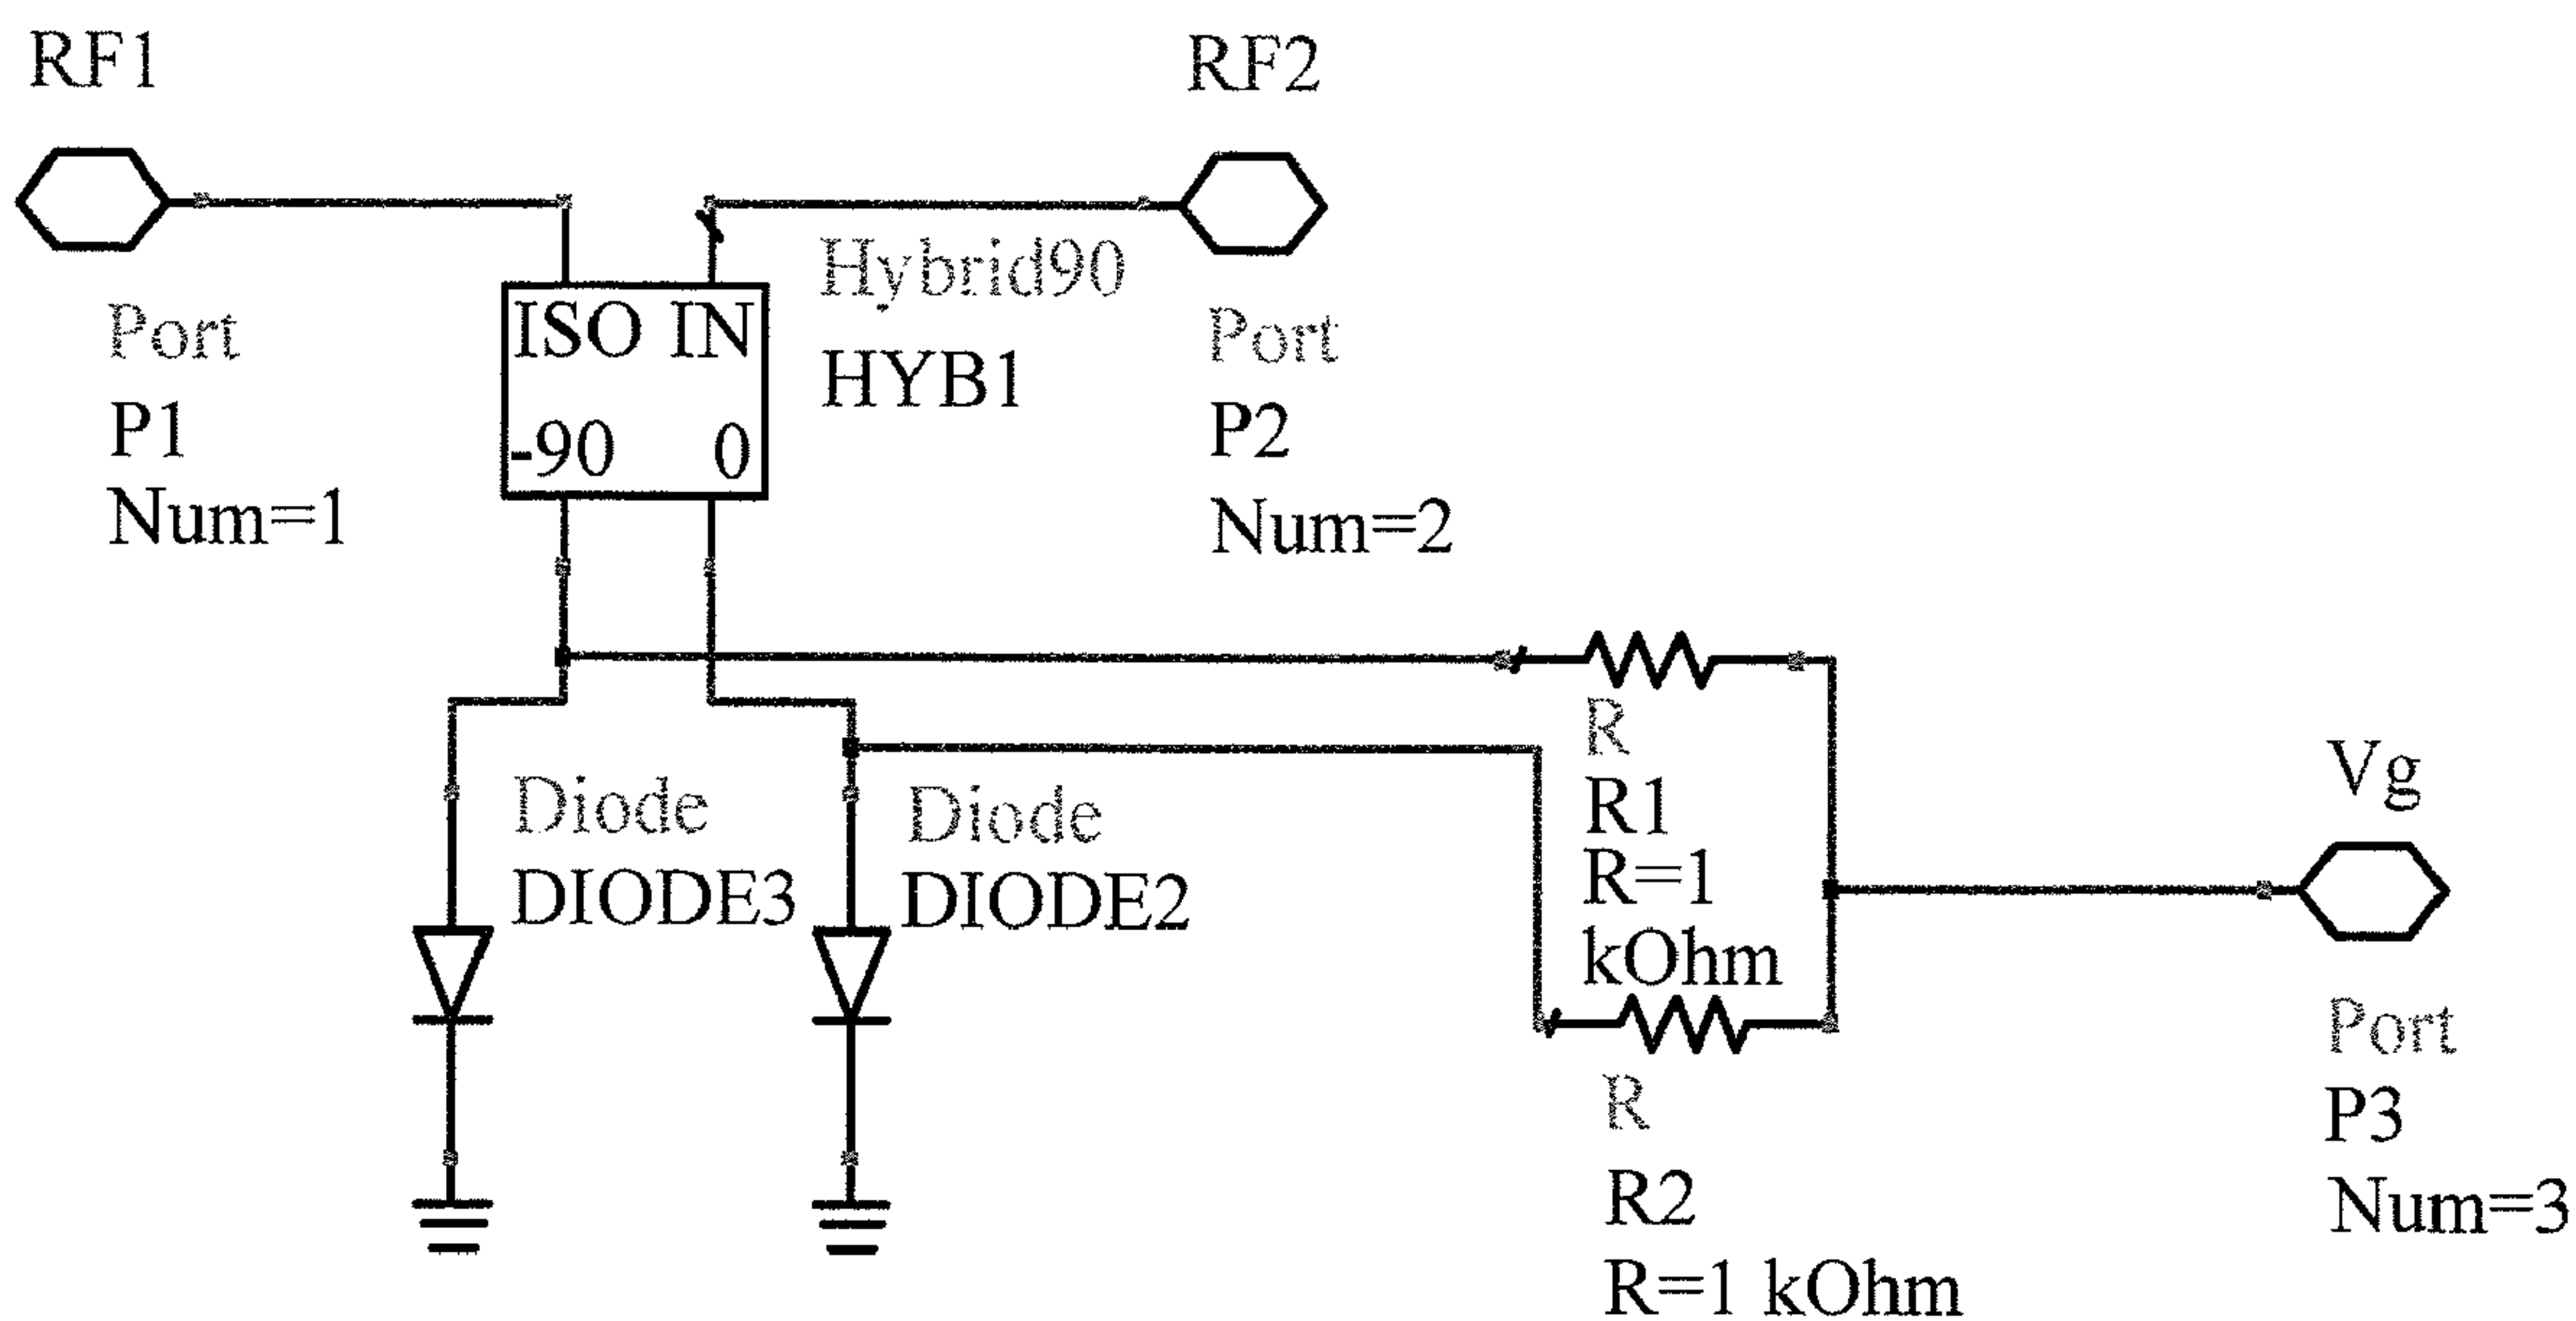 RF1
RF2
Port
P1
Num=1
ISO IN
-90 0
Hybrid90
HYB1
Port
P2
Num=2
Diode
DIODE3
Diode
DIODE2
R
R1
R=1
kOhm
R
R2
R=1 kOhm
Vg
Port
P3
Num=3